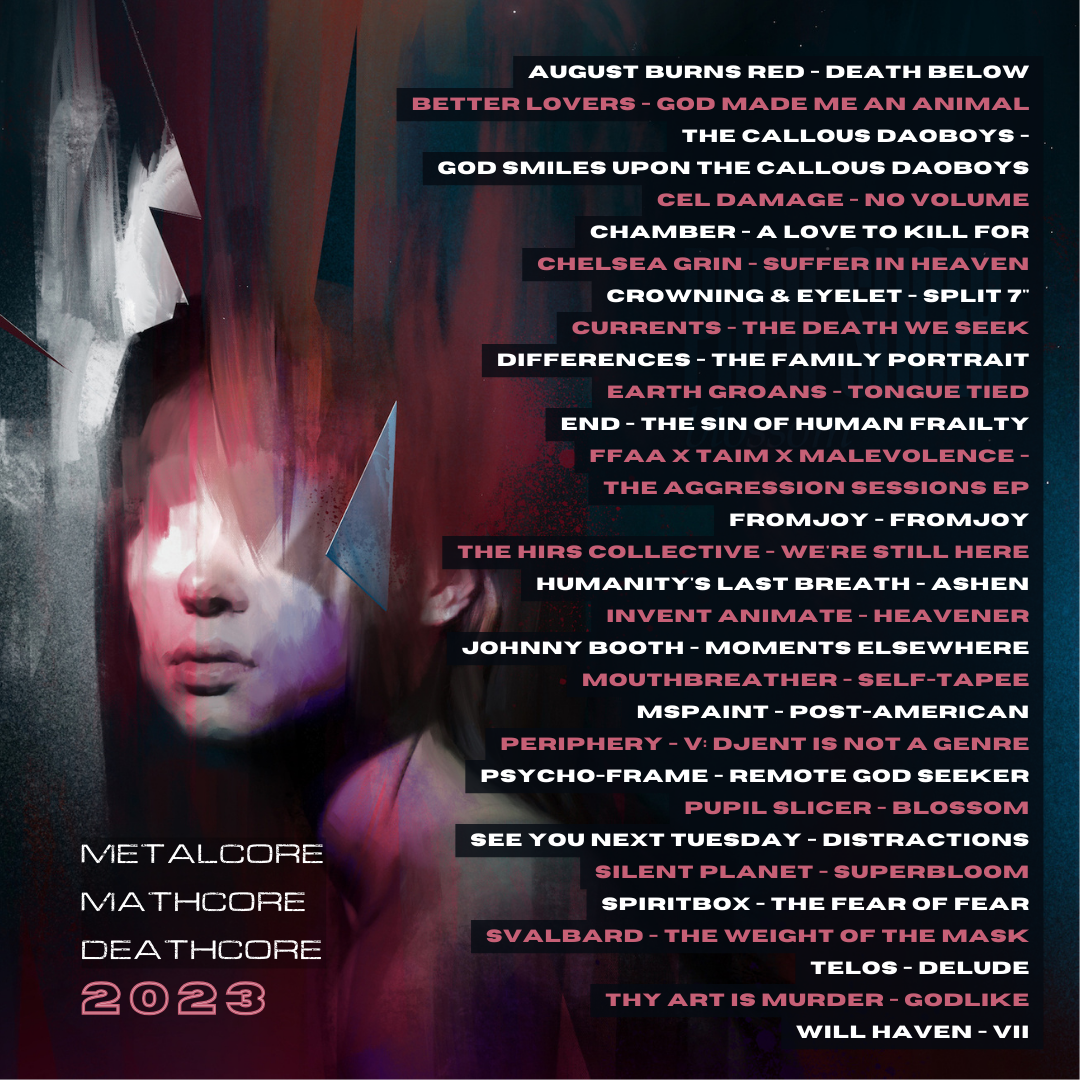 AUGUST BURNS RED - DEATH BELOW
BETTER LOVERS - GOD MADE ME AN ANIMAL
THE CALLOUS DAOBOYS -
GOD SMILES UPON THE CALLOUS DAOBOYS
CEL DAMAGE - NO VOLUME
CHAMBER - A LOVE TO KILL FOR
CHELSEA GRIN - SUFFER IN HEAVEN
CROWNING & EYELET - SPLIT 7"
CURRENTS - THE DEATH WE SEEK
DIFFERENCES - THE FAMILY PORTRAIT
EARTH GROANS - TONGUE TIED
END - THE SIN OF HUMAN FRAILTY
FFAA X TAIM X MALEVOLENCE -
THE AGGRESSION SESSIONS EP
FROMJOY - FROMJOY
THE HIRS COLLECTIVE - WE'RE STILL HERE
HUMANITY'S LAST BREATH - ASHEN
INVENT ANIMATE - HEAVENER
JOHNNY BOOTH - MOMENTS ELSEWHERE
MOUTHBREATHER - SELF-TAPEE
MSPAINT - POST-AMERICAN
PERIPHERY - V: DJENT IS NOT A GENRE
PSYCHO-FRAME - REMOTE GOD SEEKER
PUPIL SLICER - BLOSSOM
SEE YOU NEXT TUESDAY - DISTRACTIONS
SILENT PLANET - SUPERBLOOM
SPIRITBOX - THE FEAR OF FEAR
SVALBARD - THE WEIGHT OF THE MASK
TELOS - DELUDE
THY ART IS MURDER - GODLIKE
WILL HAVEN - VII
METALCORE
MATHCORE
DEATHCORE
2023